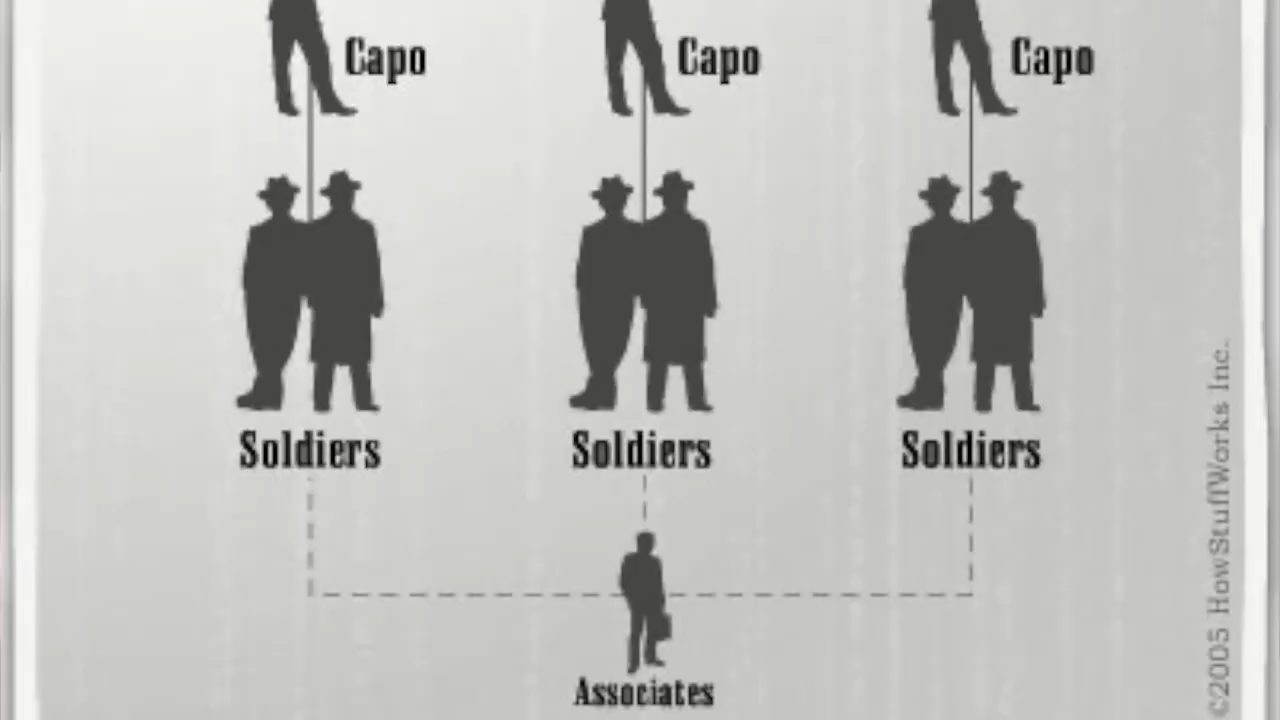 Capo
Capo
Capo
Soldiers
Soldiers
Soldiers
Associates
©2005 HowStuffWorks Inc.